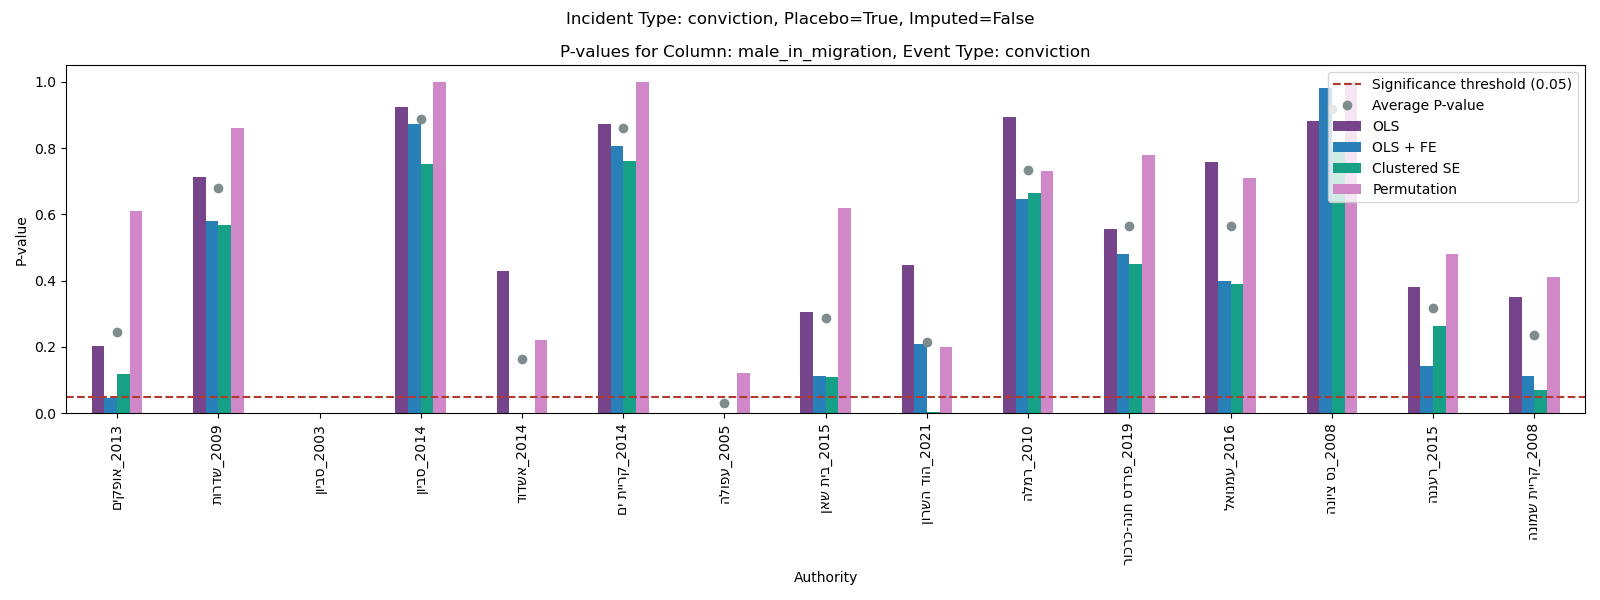 Incident Type: conviction, Placebo=True, Imputed=False
P-values for Column: male_in_migration, Event Type: conviction
Significance threshold (0.05)
Average P-value
OLS
OLS + FE
Clustered SE
Permutation
P-value
1.0
0.8
0.6
0.4
0.2
0.0
אופקים_2013
שדרות_2009
סביון_2003
סביון_2014
אשדוד_2014
קריית ים_2014
עפולה_2005
בית שאן_2015
הוד השרון_2021
רמלה_2010
פרדס חנה-כרכור_2019
עמנואל_2016
נס ציונה_2008
רעננה_2015
קריית שמונה_2008
Authority